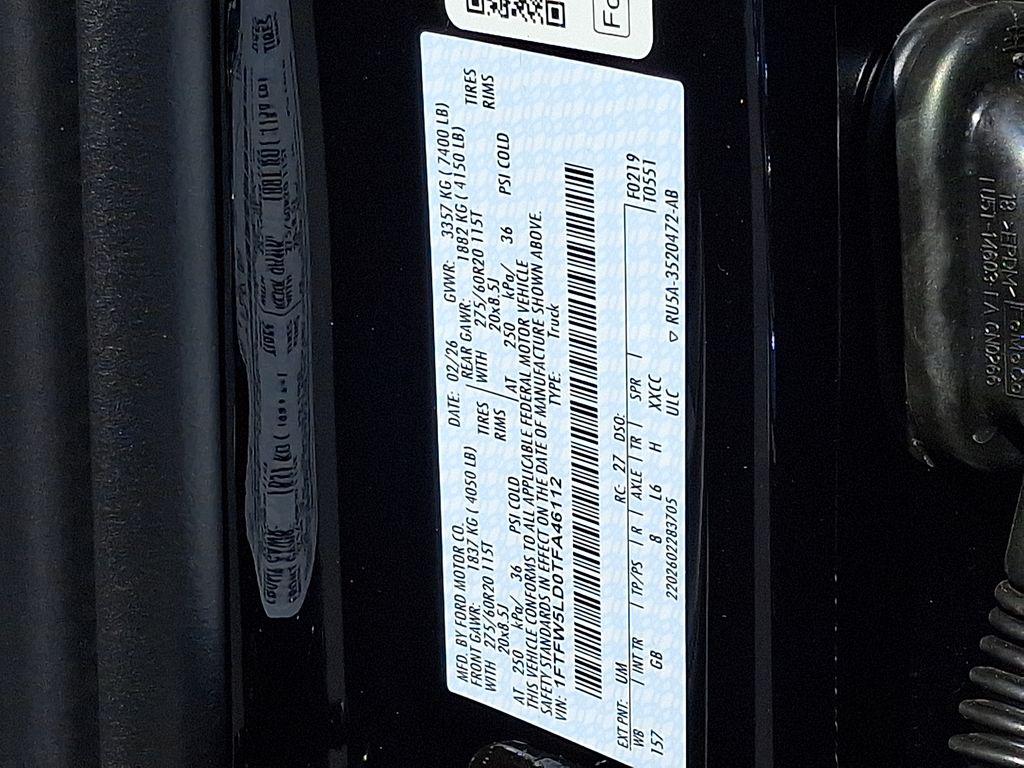 Fo
MFD. BY FORD MOTOR CO.
DATE: 02/26 GVWR: 3357 KG ( 7400 LB)
FRONT GAWR: 1837 KG ( 4050 LB)
REAR GAWR: 1882 KG ( 4150 LB)
WITH 275/60R20 115T TIRES
WITH 275/60R20 115T TIRES
20x8.5J RIMS
20x8.5J RIMS
AT 250 kPa/ 36 PSI COLD
AT 250 kPa/ 36 PSI COLD
THIS VEHICLE CONFORMS TO ALL APPLICABLE FEDERAL MOTOR VEHICLE
SAFETY STANDARDS IN EFFECT ON THE DATE OF MANUFACTURE SHOWN ABOVE.
VIN: 1FTFW5LD0TFA46112 TYPE: Truck
EXT PNT: UM RC: 27 DSO: F0219
WB INT TR TP/PS R AXLE TR SPR T0551
157 GB B L6 H XXCC
2202602283705 ULC
▽ RU5A-3520472-AB